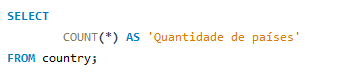 SELECT
COUNT(*) AS 'Quantidade de países'
FROM country;